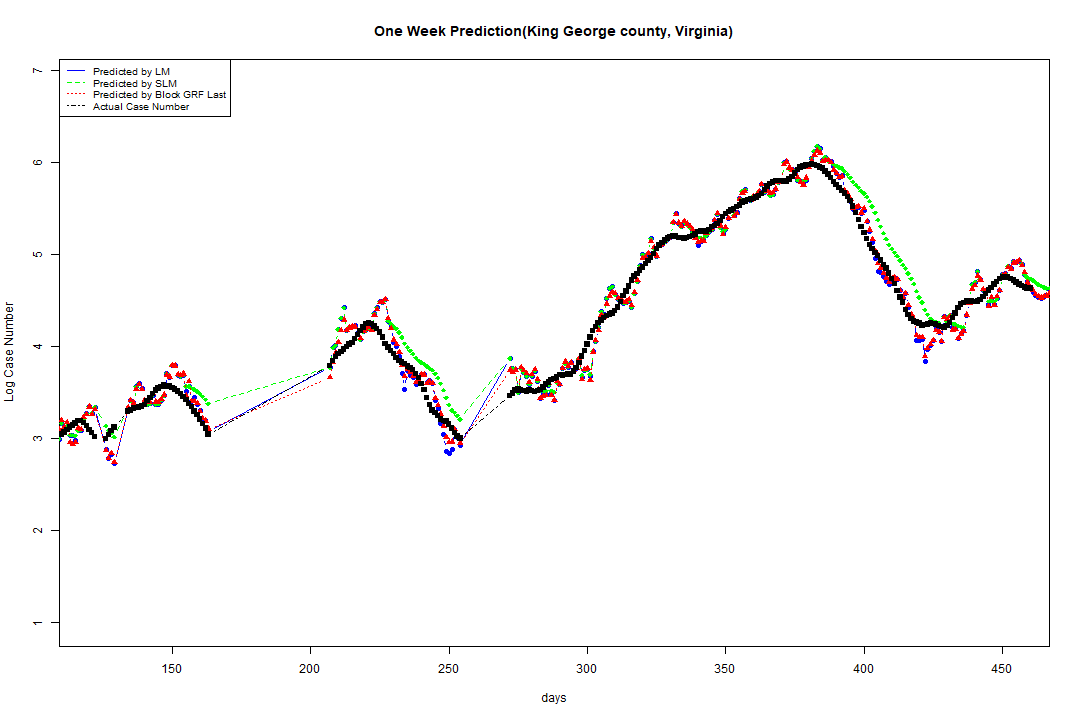 One Week Prediction(King George county, Virginia)
Predicted by LM
Predicted by SLM
Predicted by Block GRF Last
Actual Case Number
7
6
5
4
3
2
1
Log Case Number
150 200 250 300 350 400 450
days